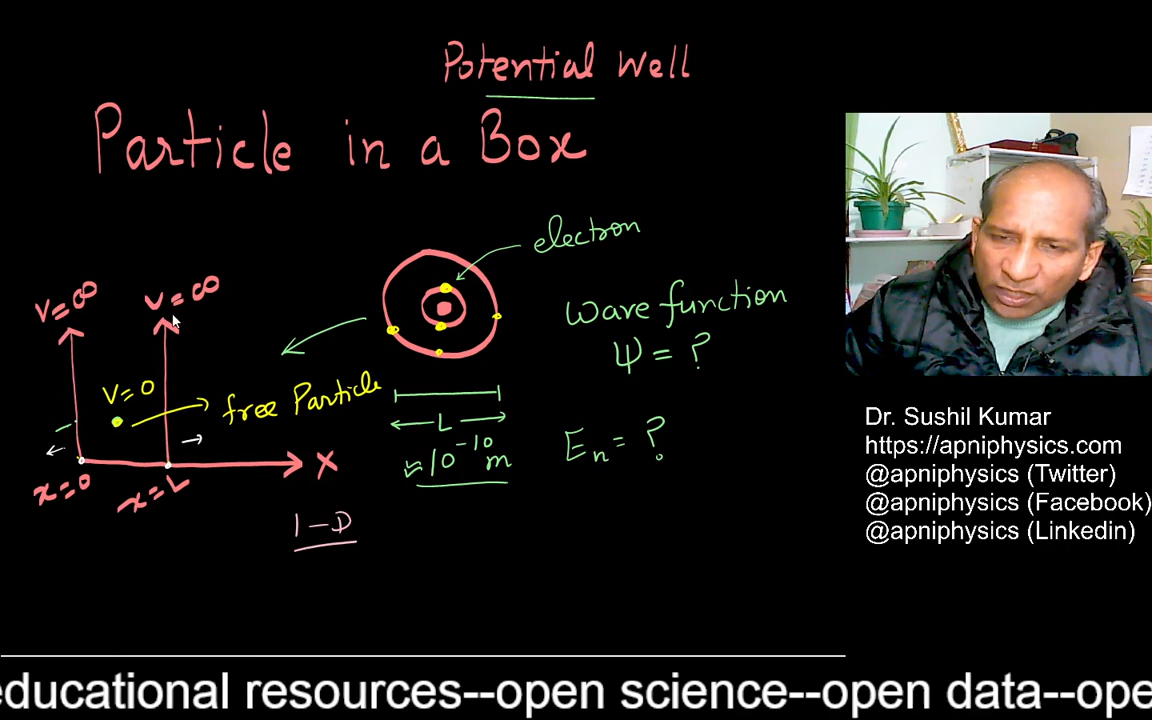 Potential Well
Particle in a Box
electron
V=∞
V=∞
wave function
ψ = ?
V=0
free Particle
L
≈10⁻¹⁰ m
Eₙ = ?
x=0
x=L
X
1-D
Dr. Sushil Kumar
https://apniphysics.com
@apniphysics (Twitter)
@apniphysics (Facebook)
@apniphysics (Linkedin)
educational resources--open science--open data--ope